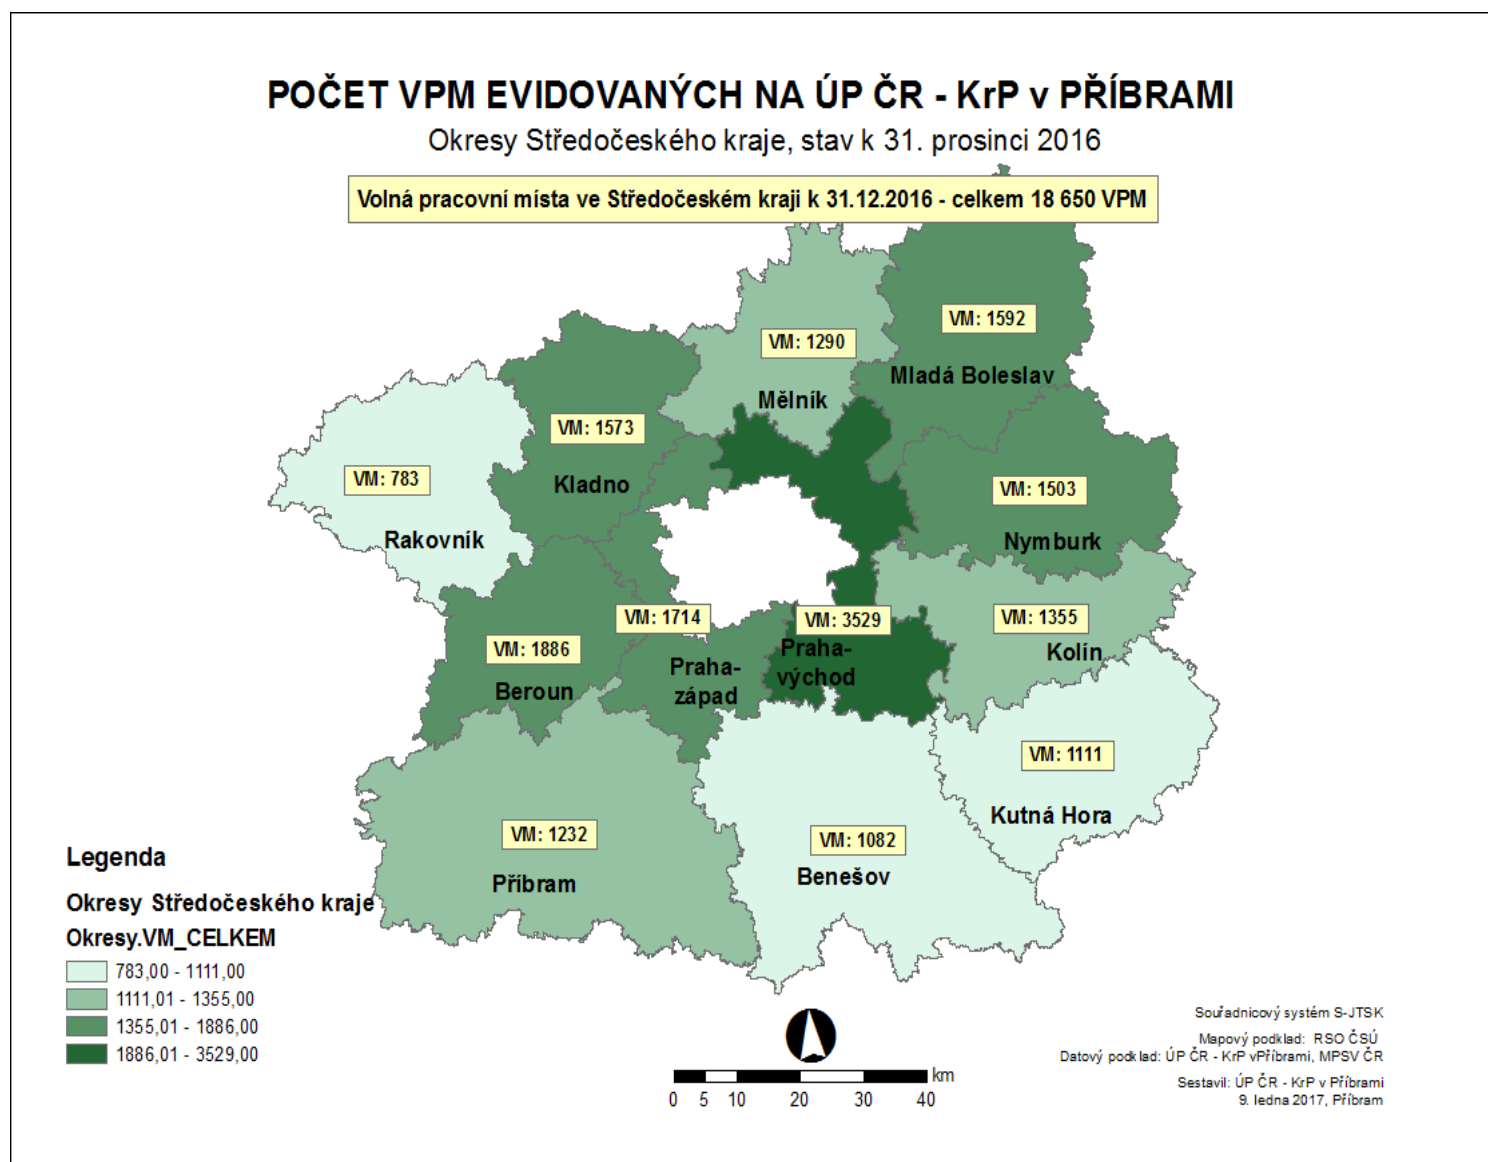 POČET VPM EVIDOVANÝCH NA ÚP ČR - KrP v PŘÍBRAMI
Okresy Středočeského kraje, stav k 31. prosinci 2016
Volná pracovní místa ve Středočeském kraji k 31.12.2016 - celkem 18 650 VPM
VM: 1592
VM: 1290
Mladá Boleslav
Mělník
VM: 1573
VM: 783
Kladno
VM: 1503
Rakovník
Nymburk
VM: 1714
VM: 3529
VM: 1355
VM: 1886
Praha-
východ
Kolín
Praha-
západ
Beroun
VM: 1111
Kutná Hora
VM: 1232
VM: 1082
Příbram
Benešov
Legenda
Okresy Středočeského kraje
Okresy.VM_CELKEM
783,00 - 1111,00
1111,01 - 1355,00
1355,01 - 1886,00
1886,01 - 3529,00
km
0 5 10 20 30 40
Souřadnicový systém S-JTSK
Mapový podklad: RSO ČSÚ
Datový podklad: ÚP ČR - KrP vPříbrami, MPSV ČR
Sestavil: ÚP ČR - KrP v Příbrami
9. ledna 2017, Příbram